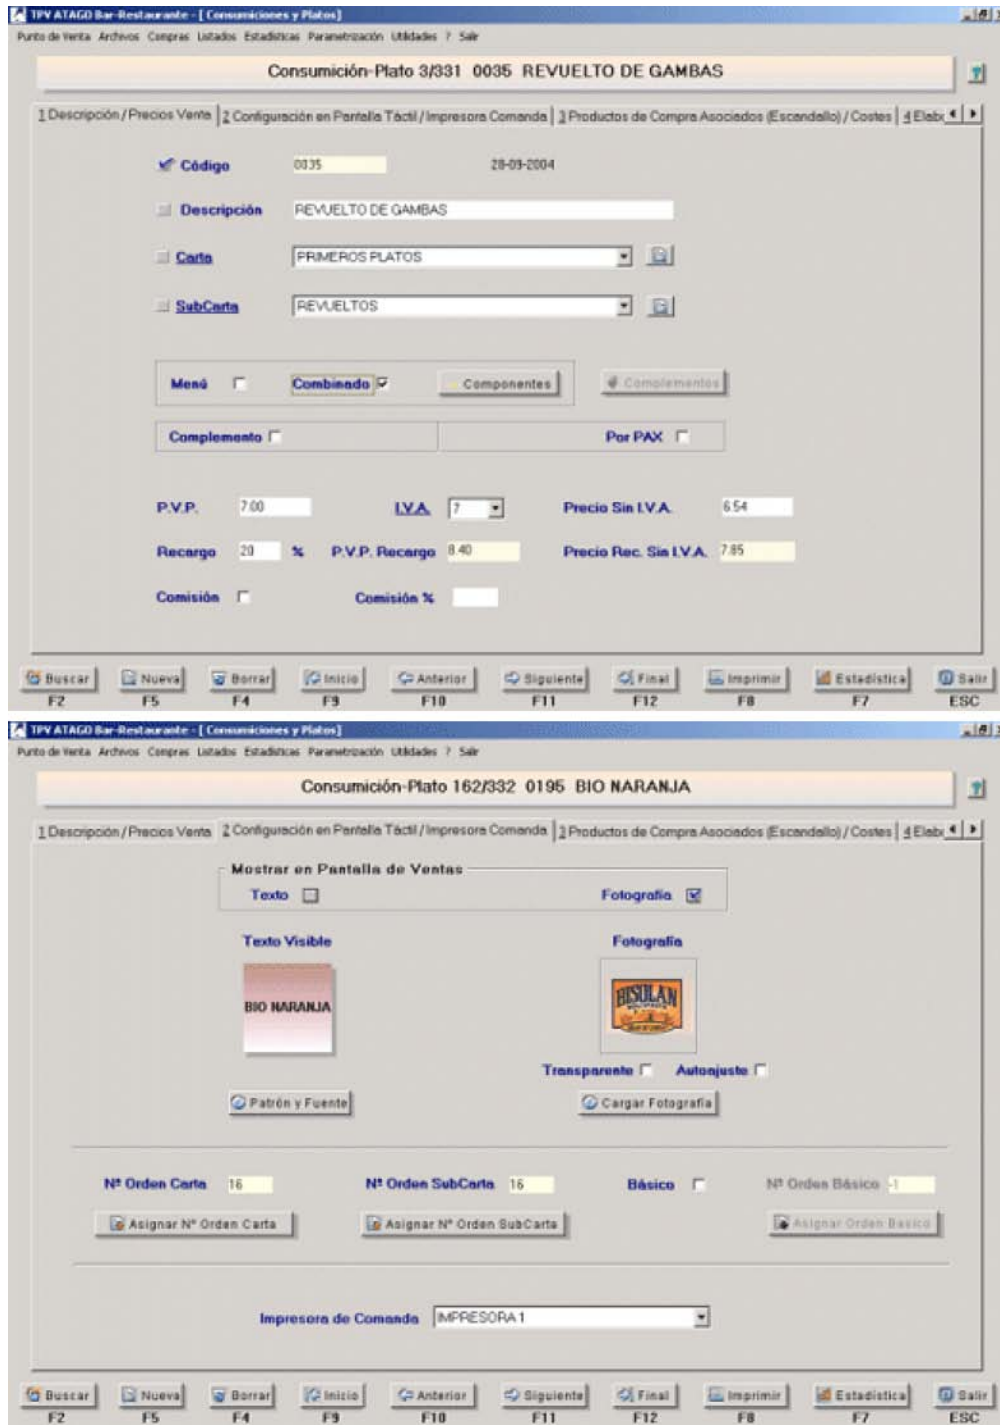 TPV ATAGO Bar-Restaurante - [ Consumiciones y Platos]
Punto de Venta Archivos Compras Listados Estadísticas Parametrización Utilidades ? Salir
Consumición-Plato 3/331 0035 REVUELTO DE GAMBAS
1 Descripción / Precios Venta 2 Configuración en Pantalla Táctil / Impresora Comanda 3 Productos de Compra Asociados (Escandallo) / Costes 4 Elab
Código 0035 28-09-2004
Descripción REVUELTO DE GAMBAS
Carta PRIMEROS PLATOS
SubCarta REVUELTOS
Menú Combinado Componentes Complementos
Complemento Por PAX
P.V.P. 7.00 I.V.A. 7 Precio Sin I.V.A. 6.54
Recargo 20 % P.V.P. Recargo 8.40 Precio Rec. Sin I.V.A. 7.85
Comisión Comisión %
Buscar Nueva Borrar Inicio Anterior Siguiente Final Imprimir Estadística Salir
F2 F5 F4 F9 F10 F11 F12 F8 F7 ESC
TPV ATAGO Bar-Restaurante - [ Consumiciones y Platos]
Punto de Venta Archivos Compras Listados Estadísticas Parametrización Utilidades ? Salir
Consumición-Plato 162/332 0195 BIO NARANJA
1 Descripción / Precios Venta 2 Configuración en Pantalla Táctil / Impresora Comanda 3 Productos de Compra Asociados (Escandallo) / Costes 4 Elab
Mostrar en Pantalla de Ventas
Texto Fotografía
Texto Visible Fotografía
BIO NARANJA BISOLAN
Transparente Autoajuste
Patrón y Fuente Cargar Fotografía
Nº Orden Carta 16 Nº Orden SubCarta 16 Básico Nº Orden Básico -1
Asignar Nº Orden Carta Asignar Nº Orden SubCarta Asignar Orden Basico
Impresora de Comanda IMPRESORA 1
Buscar Nueva Borrar Inicio Anterior Siguiente Final Imprimir Estadística Salir
F2 F5 F4 F9 F10 F11 F12 F8 F7 ESC